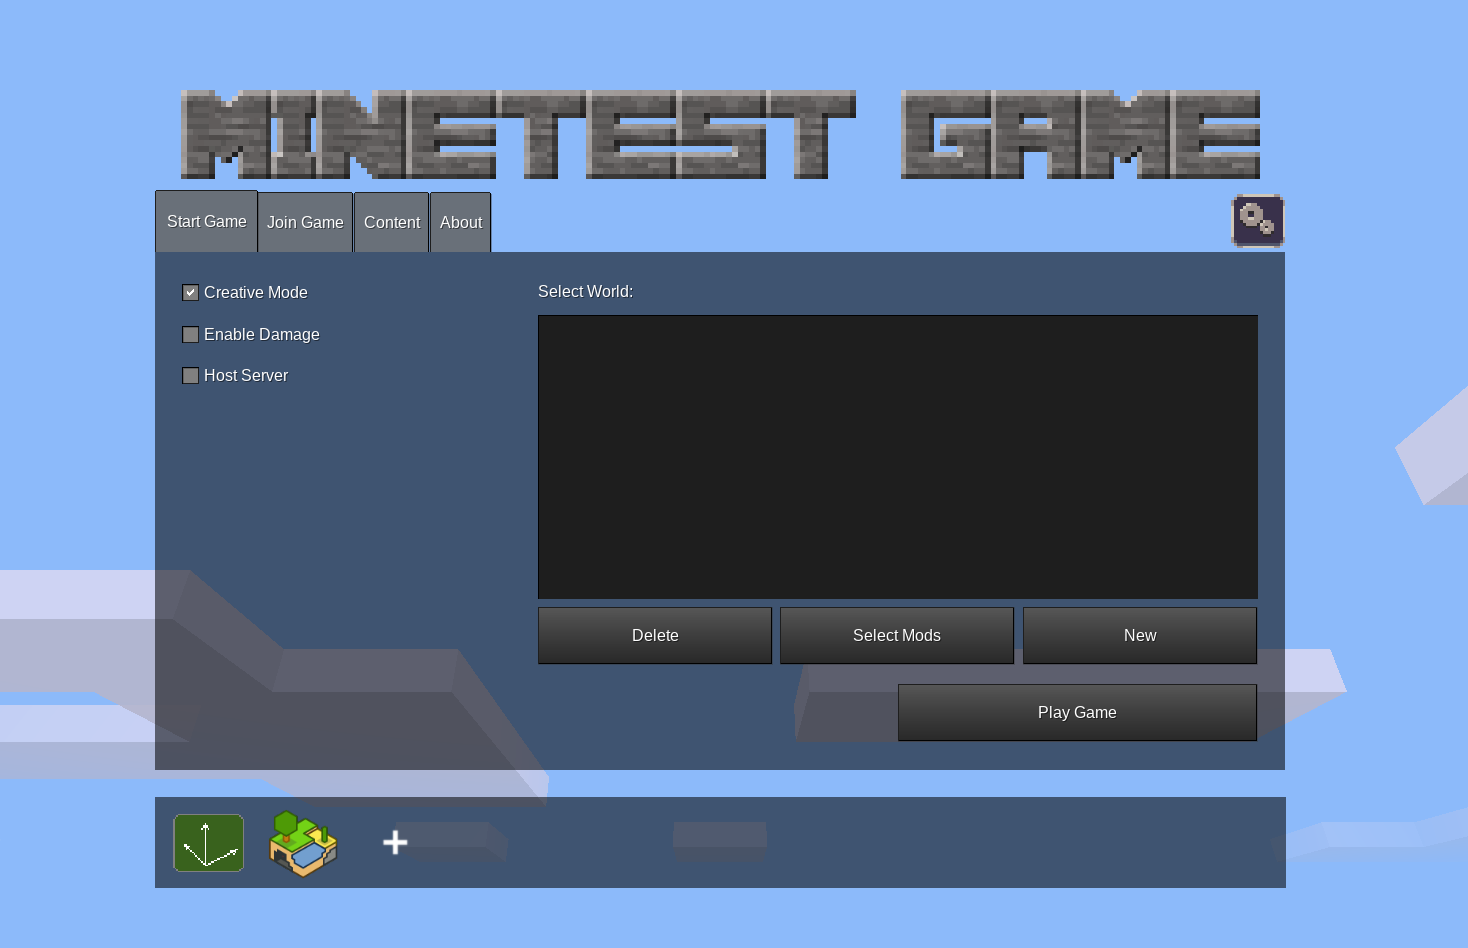 MINETEST GAME
Start Game
Join Game
Content
About
Creative Mode
Select World:
Enable Damage
Host Server
Delete
Select Mods
New
Play Game